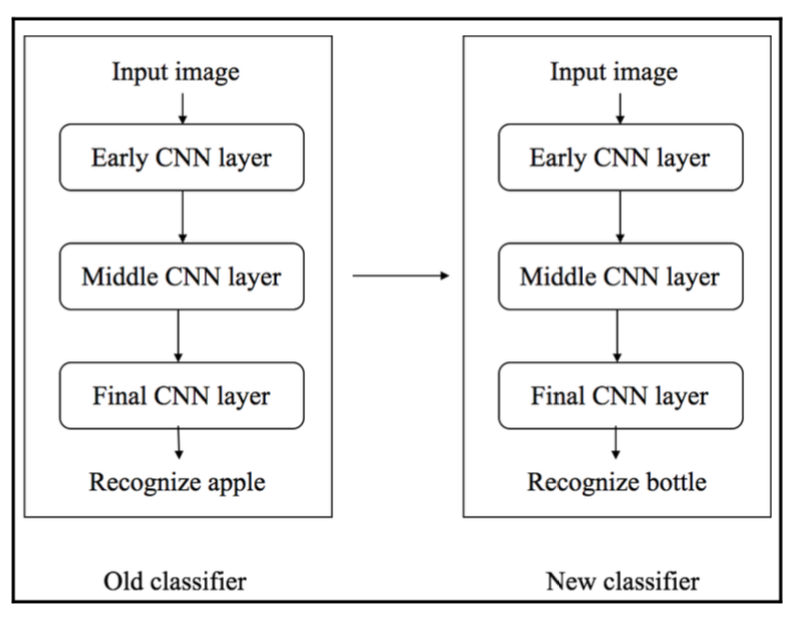 Input image
Early CNN layer
Middle CNN layer
Final CNN layer
Recognize apple
Old classifier
Input image
Early CNN layer
Middle CNN layer
Final CNN layer
Recognize bottle
New classifier